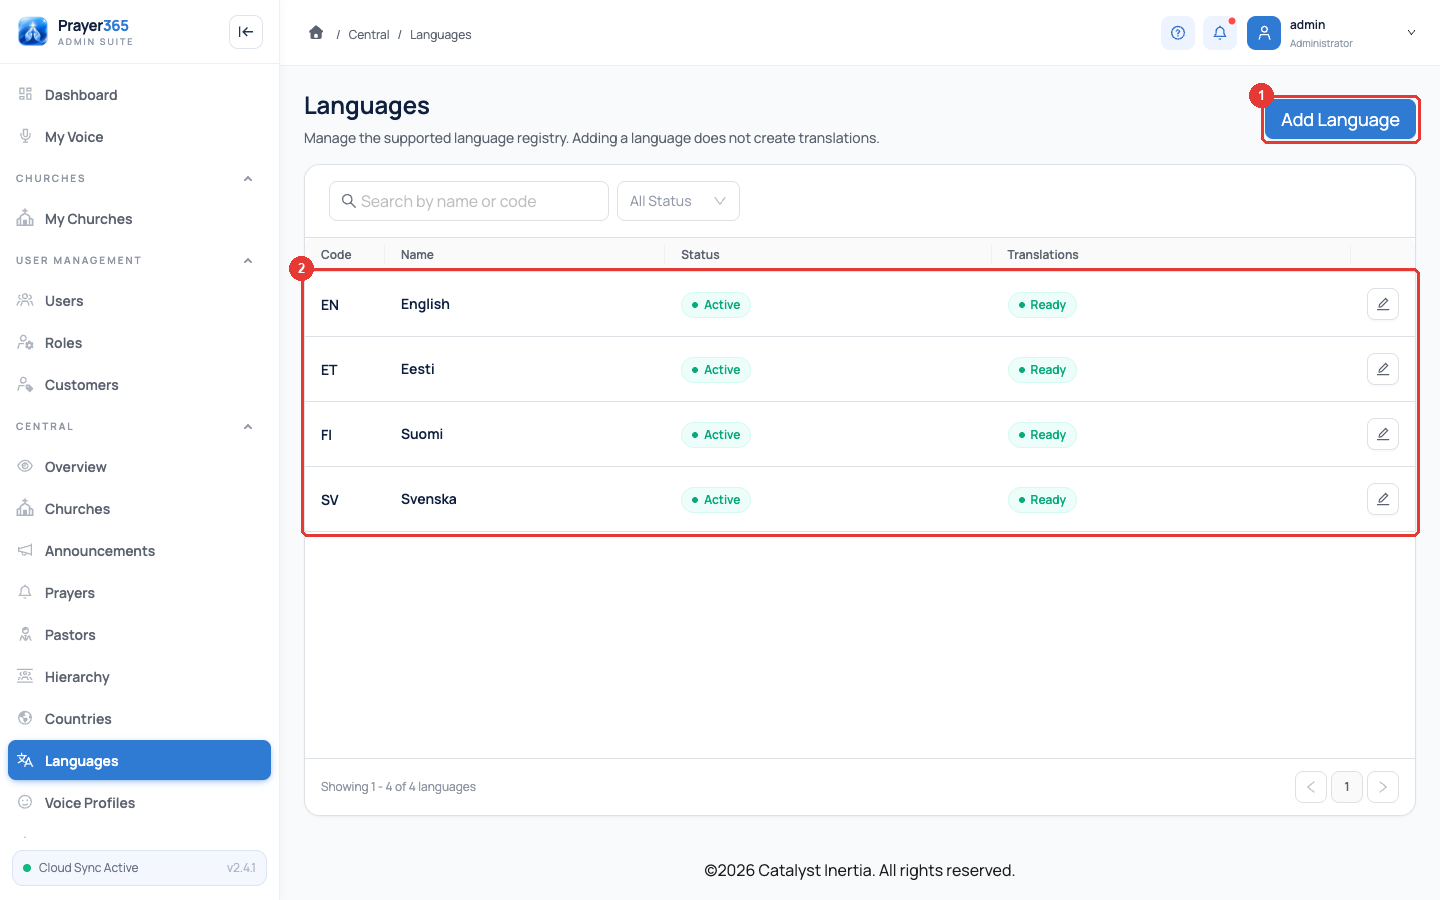 Prayer365
ADMIN SUITE
/ Central / Languages
admin
Administrator
Dashboard
My Voice
CHURCHES
My Churches
USER MANAGEMENT
Users
Roles
Customers
CENTRAL
Overview
Churches
Announcements
Prayers
Pastors
Hierarchy
Countries
Languages
Voice Profiles
Cloud Sync Active v2.4.1
Languages
Manage the supported language registry. Adding a language does not create translations.
1
Add Language
Search by name or code
All Status
Code Name Status Translations
2
EN English Active Ready
ET Eesti Active Ready
FI Suomi Active Ready
SV Svenska Active Ready
Showing 1 - 4 of 4 languages
1
©2026 Catalyst Inertia. All rights reserved.